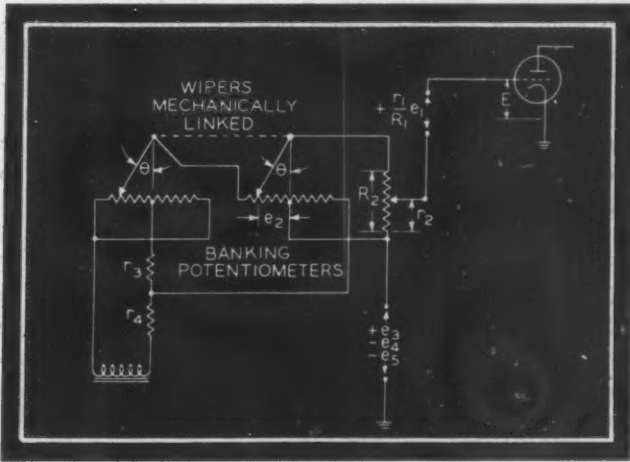 WIPERS
MECHANICALLY
LINKED
θ
θ
e2
BANKING
POTENTIOMETERS
r3
r4
R2
r2
+ r1/R1 e1
E
+e3
-e4
-e5